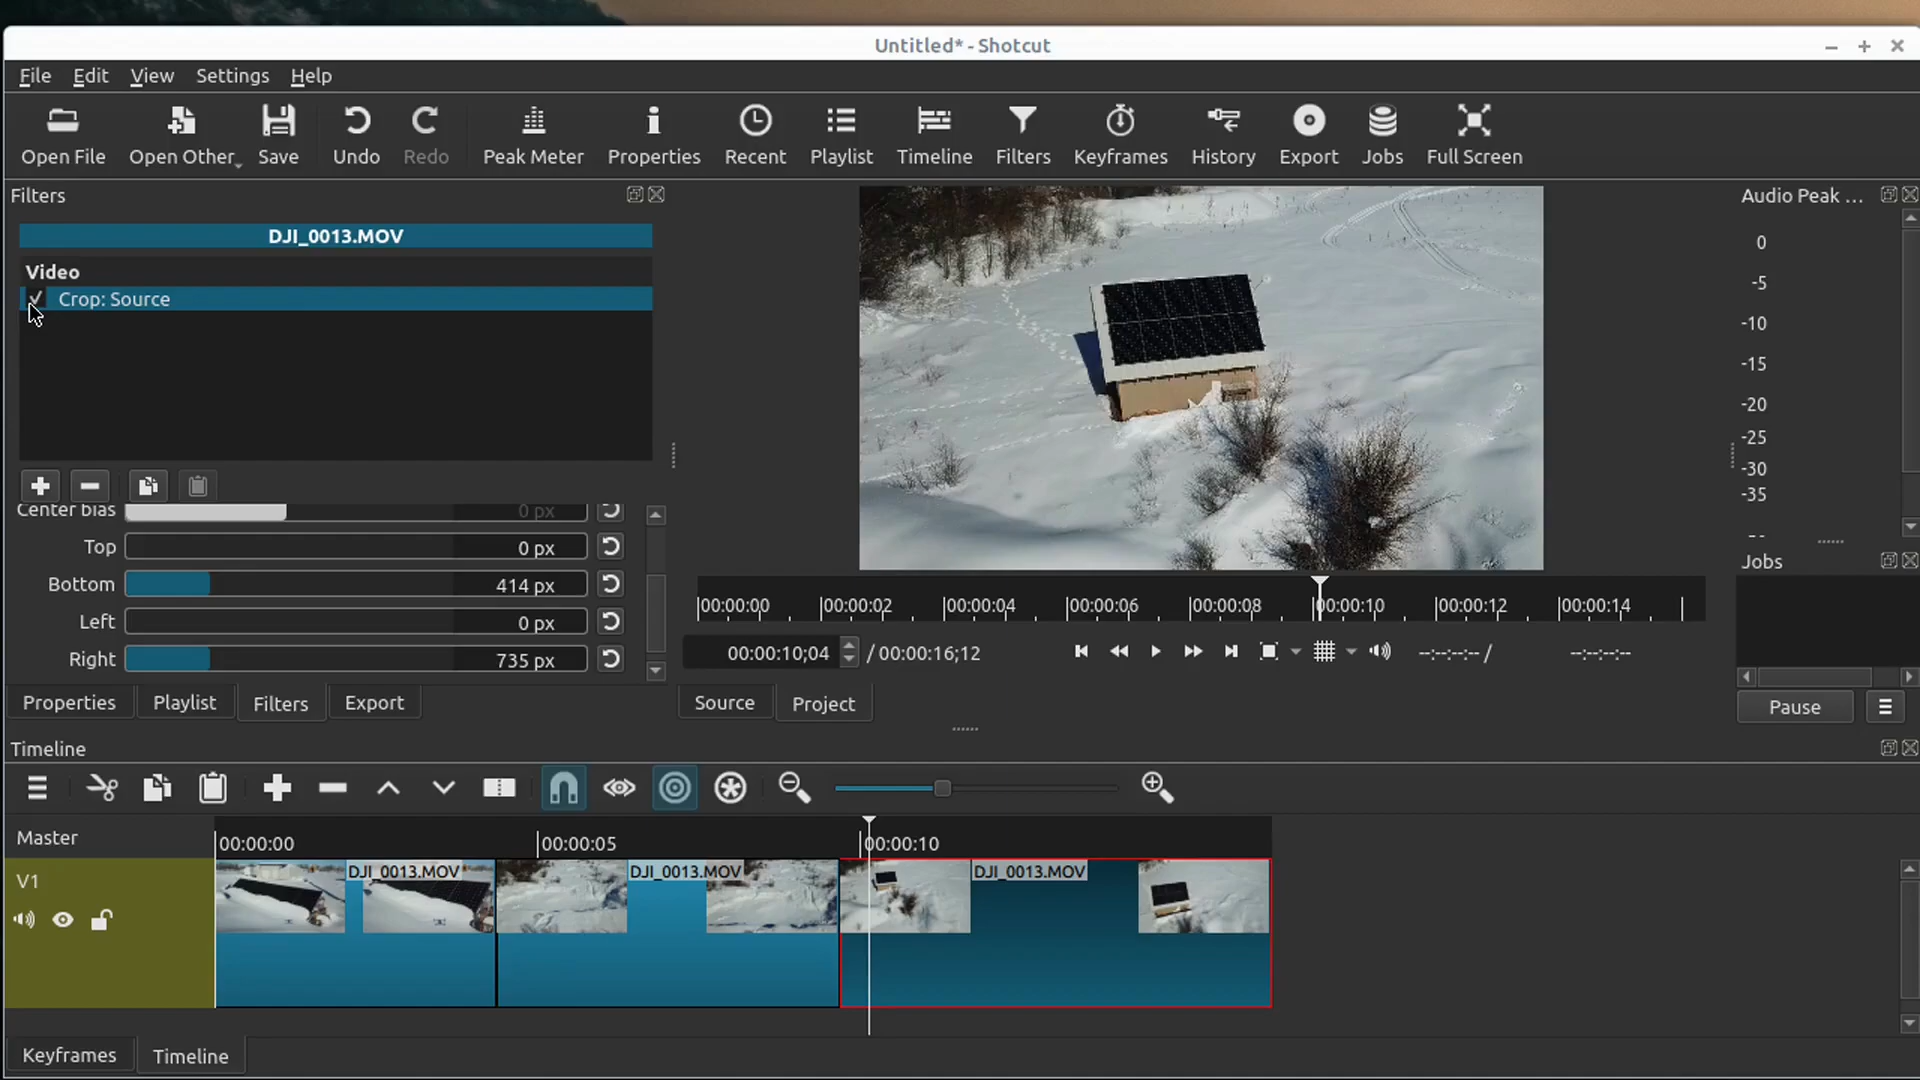 Untitled* - Shotcut
File Edit View Settings Help
Open File Open Other Save Undo Redo Peak Meter Properties Recent Playlist Timeline Filters Keyframes History Export Jobs Full Screen
Filters
DJI_0013.MOV
Video
Crop: Source
Center bias 0 px
Top 0 px
Bottom 414 px
Left 0 px
Right 735 px
Properties Playlist Filters Export
00:00:00 00:00:02 00:00:04 00:00:06 00:00:08 00:00:10 00:00:12 00:00:14
00:00:10;04 / 00:00:16;12 --:--:--:-- / --:--:--:--
Source Project
Audio Peak ...
0
-5
-10
-15
-20
-25
-30
-35
Jobs
Pause
Timeline
Master
00:00:00 00:00:05 00:00:10
V1
DJI_0013.MOV DJI_0013.MOV DJI_0013.MOV
Keyframes Timeline